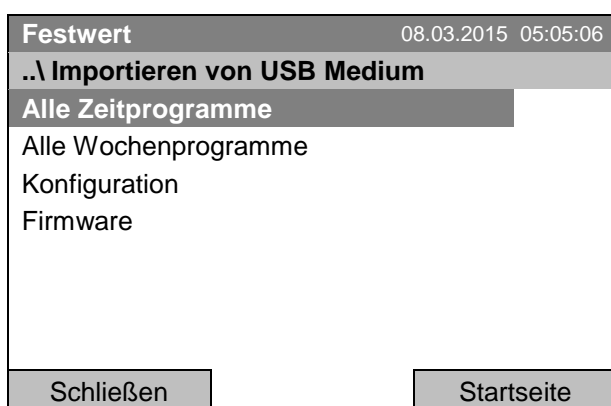 Festwert 08.03.2015 05:05:06
..\ Importieren von USB Medium
Alle Zeitprogramme
Alle Wochenprogramme
Konfiguration
Firmware
Schließen Startseite